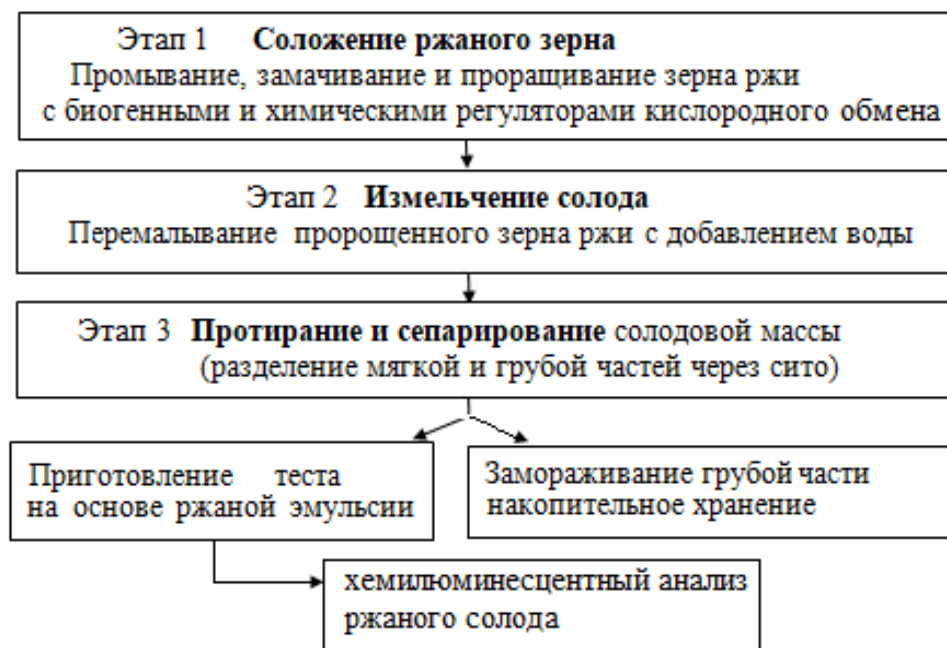 Этап 1 Соложение ржаного зерна
Промывание, замачивание и проращивание зерна ржи
с биогенными и химическими регуляторами кислородного обмена
Этап 2 Измельчение солода
Перемалывание пророщенного зерна ржи с добавлением воды
Этап 3 Протирание и сепарирование солодовой массы
(разделение мягкой и грубой частей через сито)
Приготовление теста
на основе ржаной эмульсии
Замораживание грубой части
накопительное хранение
хемилюминесцентный анализ
ржаного солода